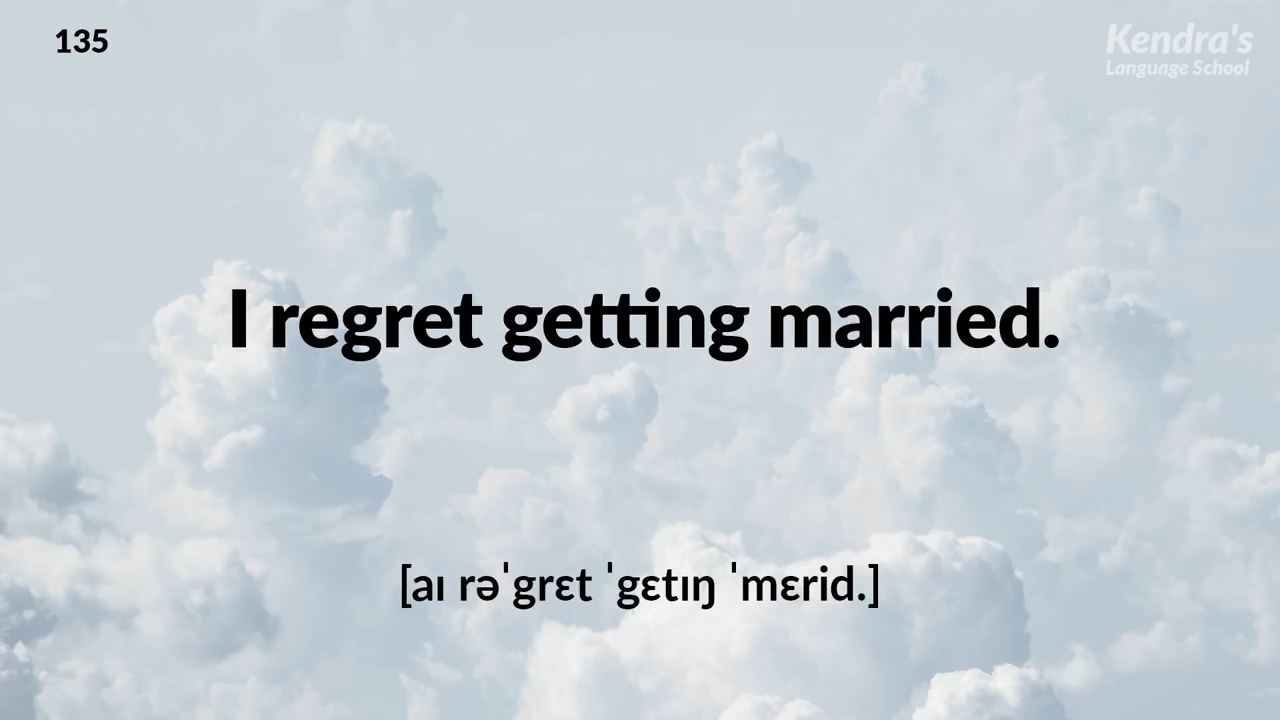 135
Kendra's
Language School
I regret getting married.
[aɪ rəˈgrɛt ˈgɛtɪŋ ˈmɛrid.]